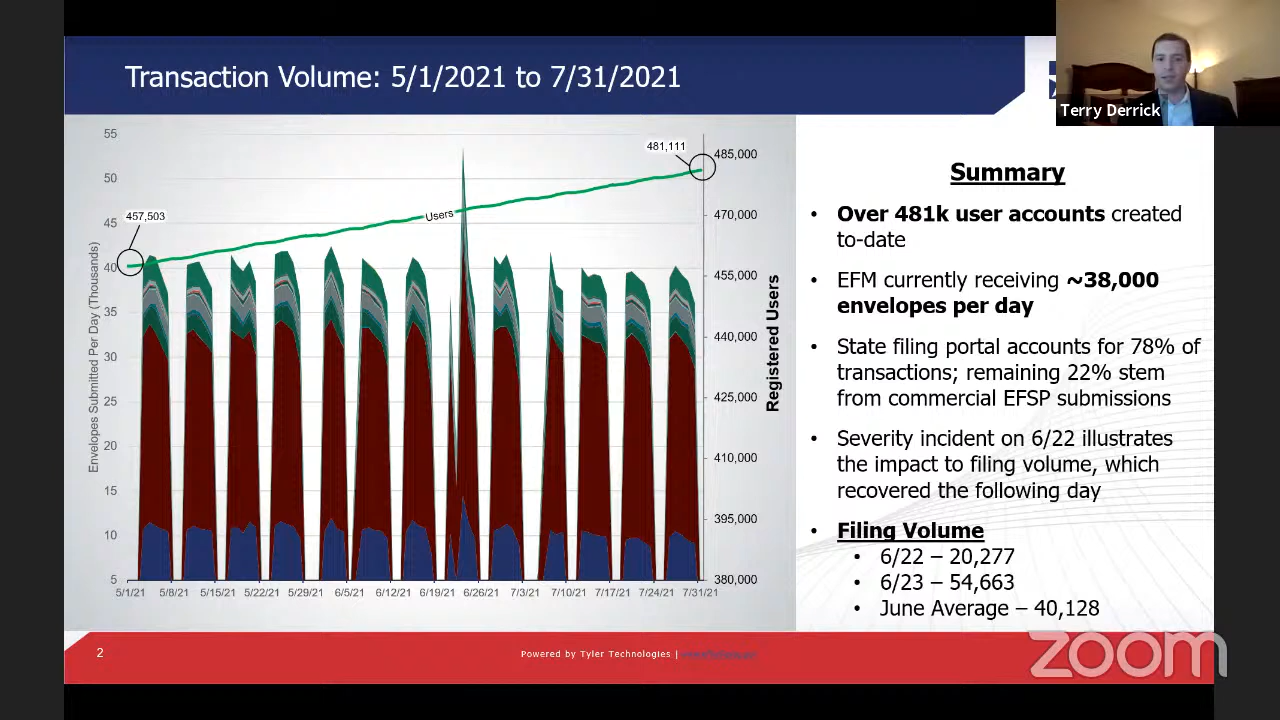 Transaction Volume: 5/1/2021 to 7/31/2021
Terry Derrick
55
50
45
40
35
30
25
20
15
10
5
Envelopes Submitted Per Day (Thousands)
457,503
Users
481,111
485,000
470,000
455,000
440,000
425,000
410,000
395,000
380,000
Registered Users
5/1/21 5/8/21 5/15/21 5/22/21 5/29/21 6/5/21 6/12/21 6/19/21 6/26/21 7/3/21 7/10/21 7/17/21 7/24/21 7/31/21
Summary
• Over 481k user accounts created
to-date
• EFM currently receiving ~38,000
envelopes per day
• State filing portal accounts for 78% of
transactions; remaining 22% stem
from commercial EFSP submissions
• Severity incident on 6/22 illustrates
the impact to filing volume, which
recovered the following day
• Filing Volume
• 6/22 – 20,277
• 6/23 – 54,663
• June Average – 40,128
2
Powered by Tyler Technologies |
zoom